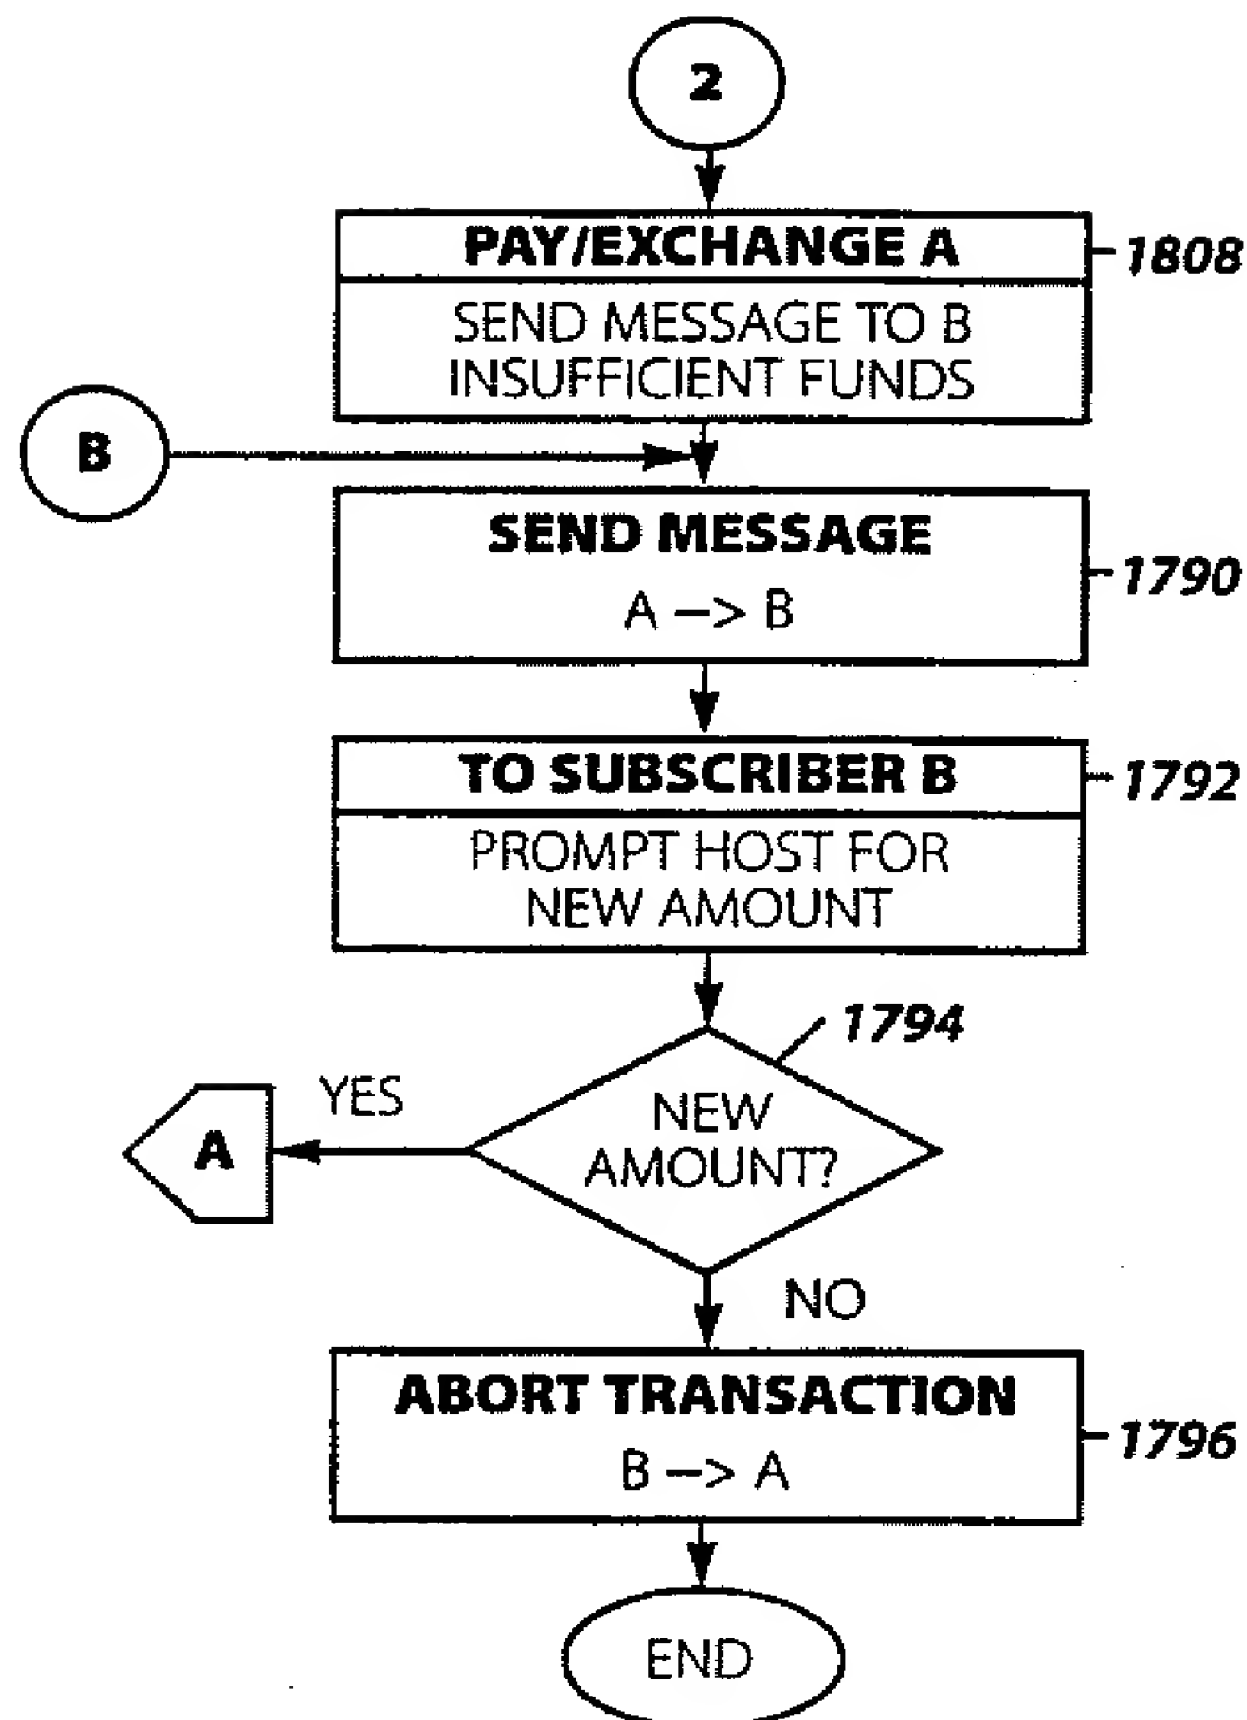 2
PAY/EXCHANGE A
1808
SEND MESSAGE TO B
INSUFFICIENT FUNDS
B
SEND MESSAGE
1790
A –> B
TO SUBSCRIBER B
1792
PROMPT HOST FOR
NEW AMOUNT
1794
YES
NEW
AMOUNT?
A
NO
ABORT TRANSACTION
1796
B –> A
END